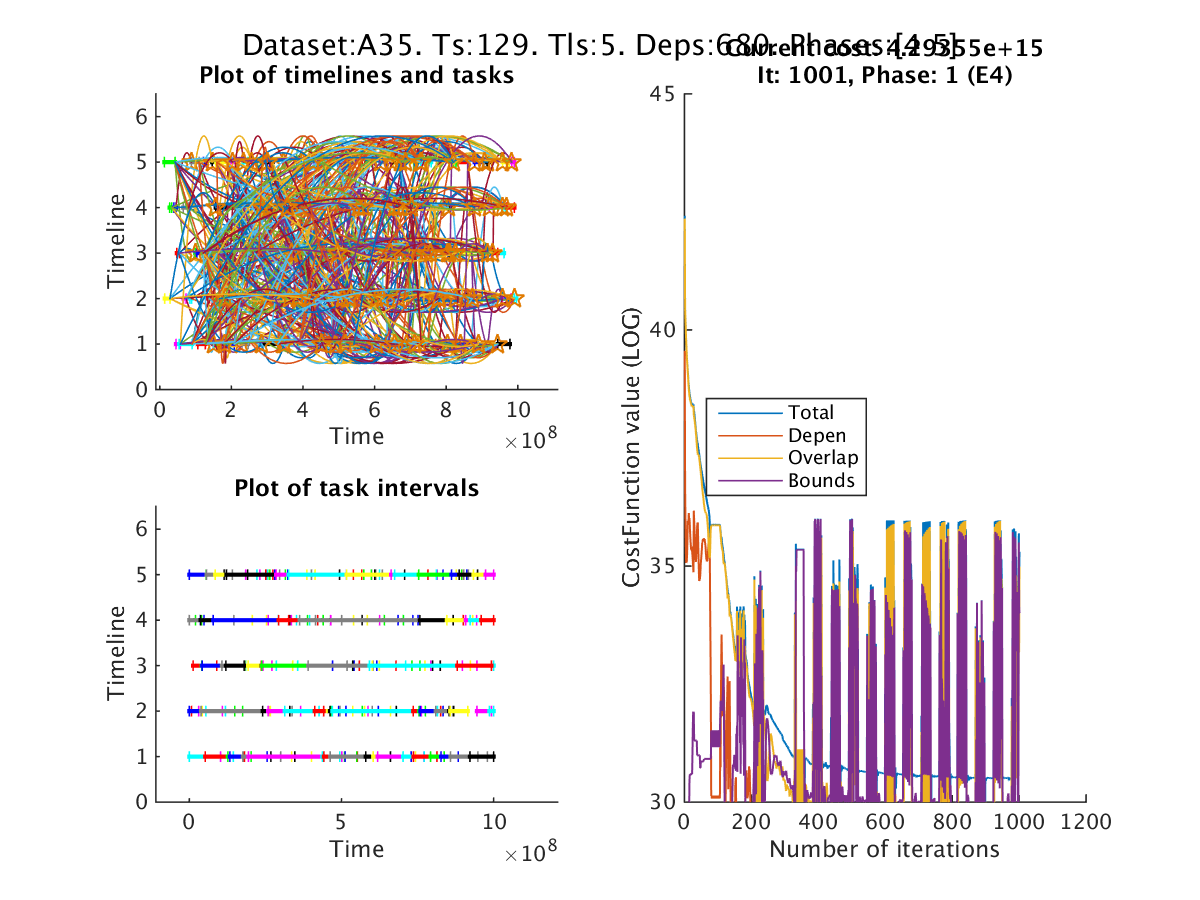 Dataset:A35. Ts:129. Tls:5. Deps:680. Phases:[4 5]
Plot of timelines and tasks
6
5
4
3
2
1
0
Timeline
0 2 4 6 8 10
Time
×10^8
Plot of task intervals
6
5
4
3
2
1
0
Timeline
0 5 10
Time
×10^8
Current cost:
It: 1001, Phase: 1 (E4)
45
40
35
30
CostFunction value (LOG)
Total
Depen
Overlap
Bounds
0 200 400 600 800 1000 1200
Number of iterations